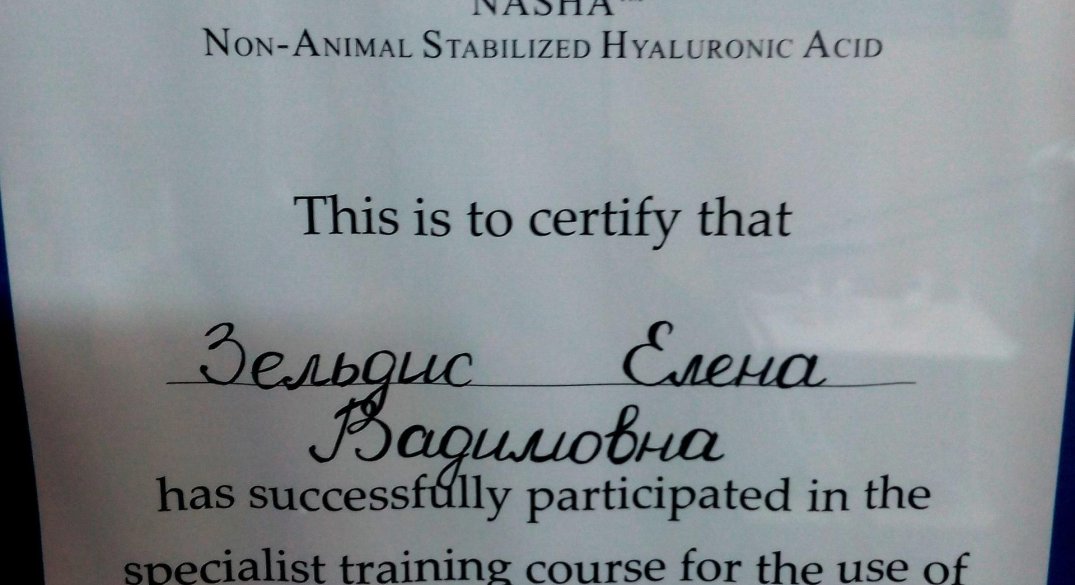 NASHA™
NON-ANIMAL STABILIZED HYALURONIC ACID
This is to certify that
Зельдис Елена
Вадимовна
has successfully participated in the
specialist training course for the use of